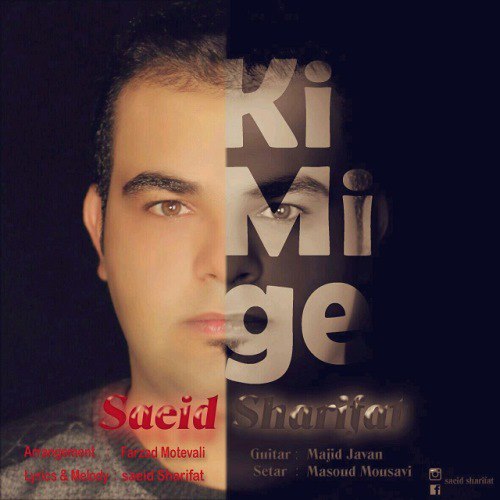 Ki
Mi
ge
Saeid Sharifat
Arrangement : Farzad Motevali
Lyrics & Melody : saeid Sharifat
Guitar : Majid Javan
Setar : Masoud Mousavi
saeid sharifat